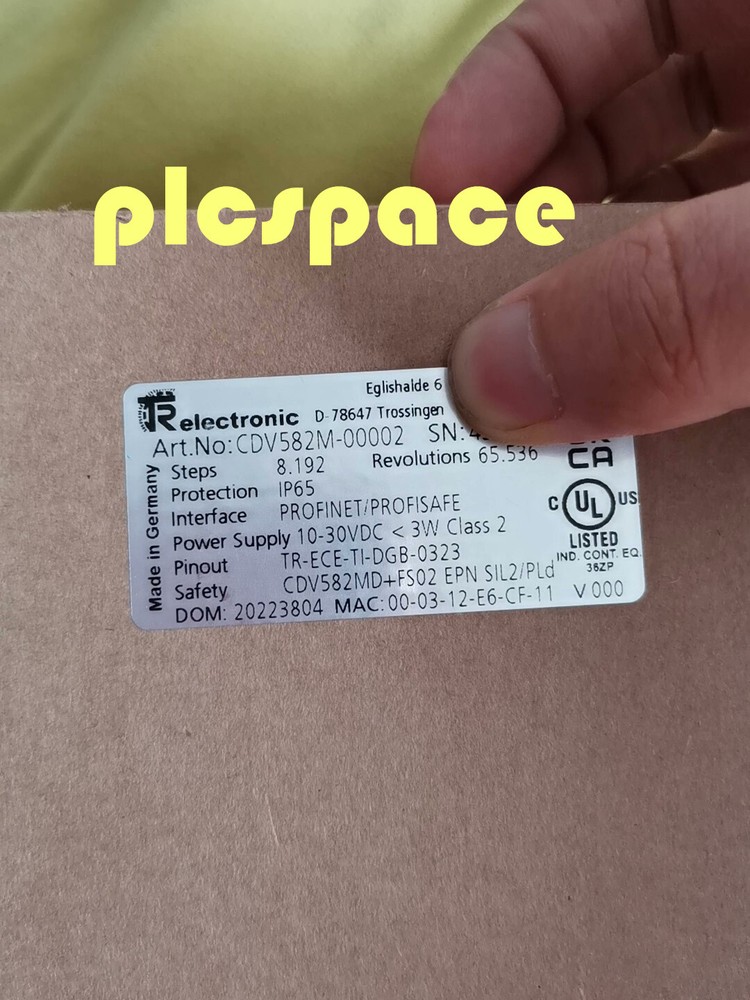 plcspace
Eglishalde 6
TR electronic D-78647 Trossingen
Art.No:CDV582M-00002 SN:
Steps 8.192 Revolutions 65.536
Protection IP65
Interface PROFINET/PROFISAFE
Power Supply 10-30VDC < 3W Class 2
Pinout TR-ECE-TI-DGB-0323
Safety CDV582MD+FS02 EPN SIL2/PLd
DOM: 20223804 MAC:00-03-12-E6-CF-11 V 000
Made in Germany
CA
C UL US
LISTED
IND. CONT. EQ.
36ZP